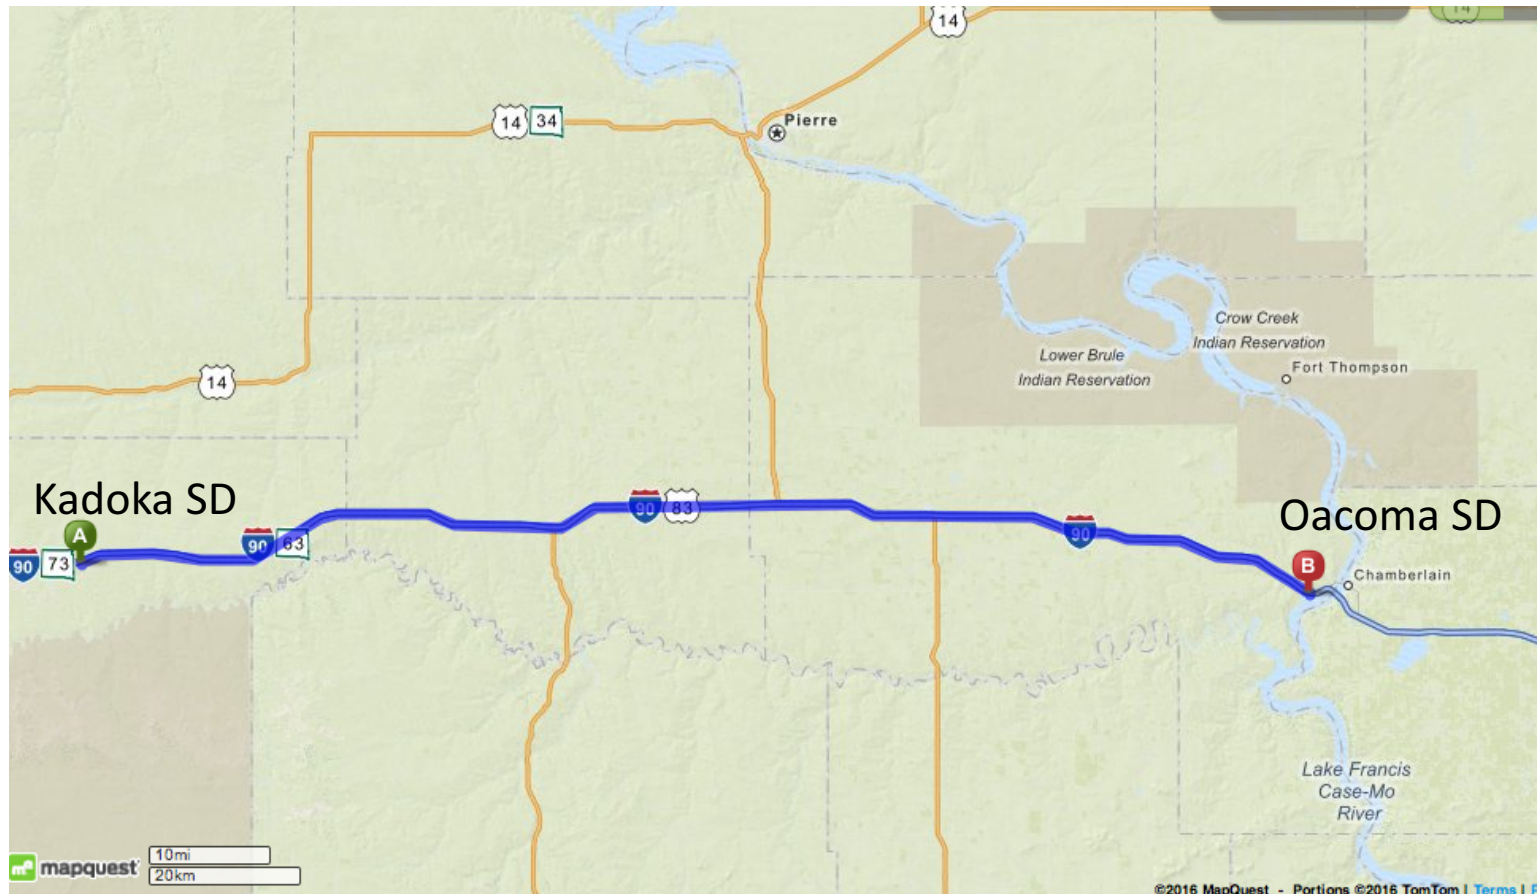 14
14
14 34
Pierre
Crow Creek
Indian Reservation
Lower Brule
Indian Reservation
Fort Thompson
14
Kadoka SD
90 83
Oacoma SD
A
90 63
90
90 73
B
Chamberlain
Lake Francis
Case-Mo
River
10mi
mapquest
20km
©2016 MapQuest - Portions ©2016 TomTom | Terms |